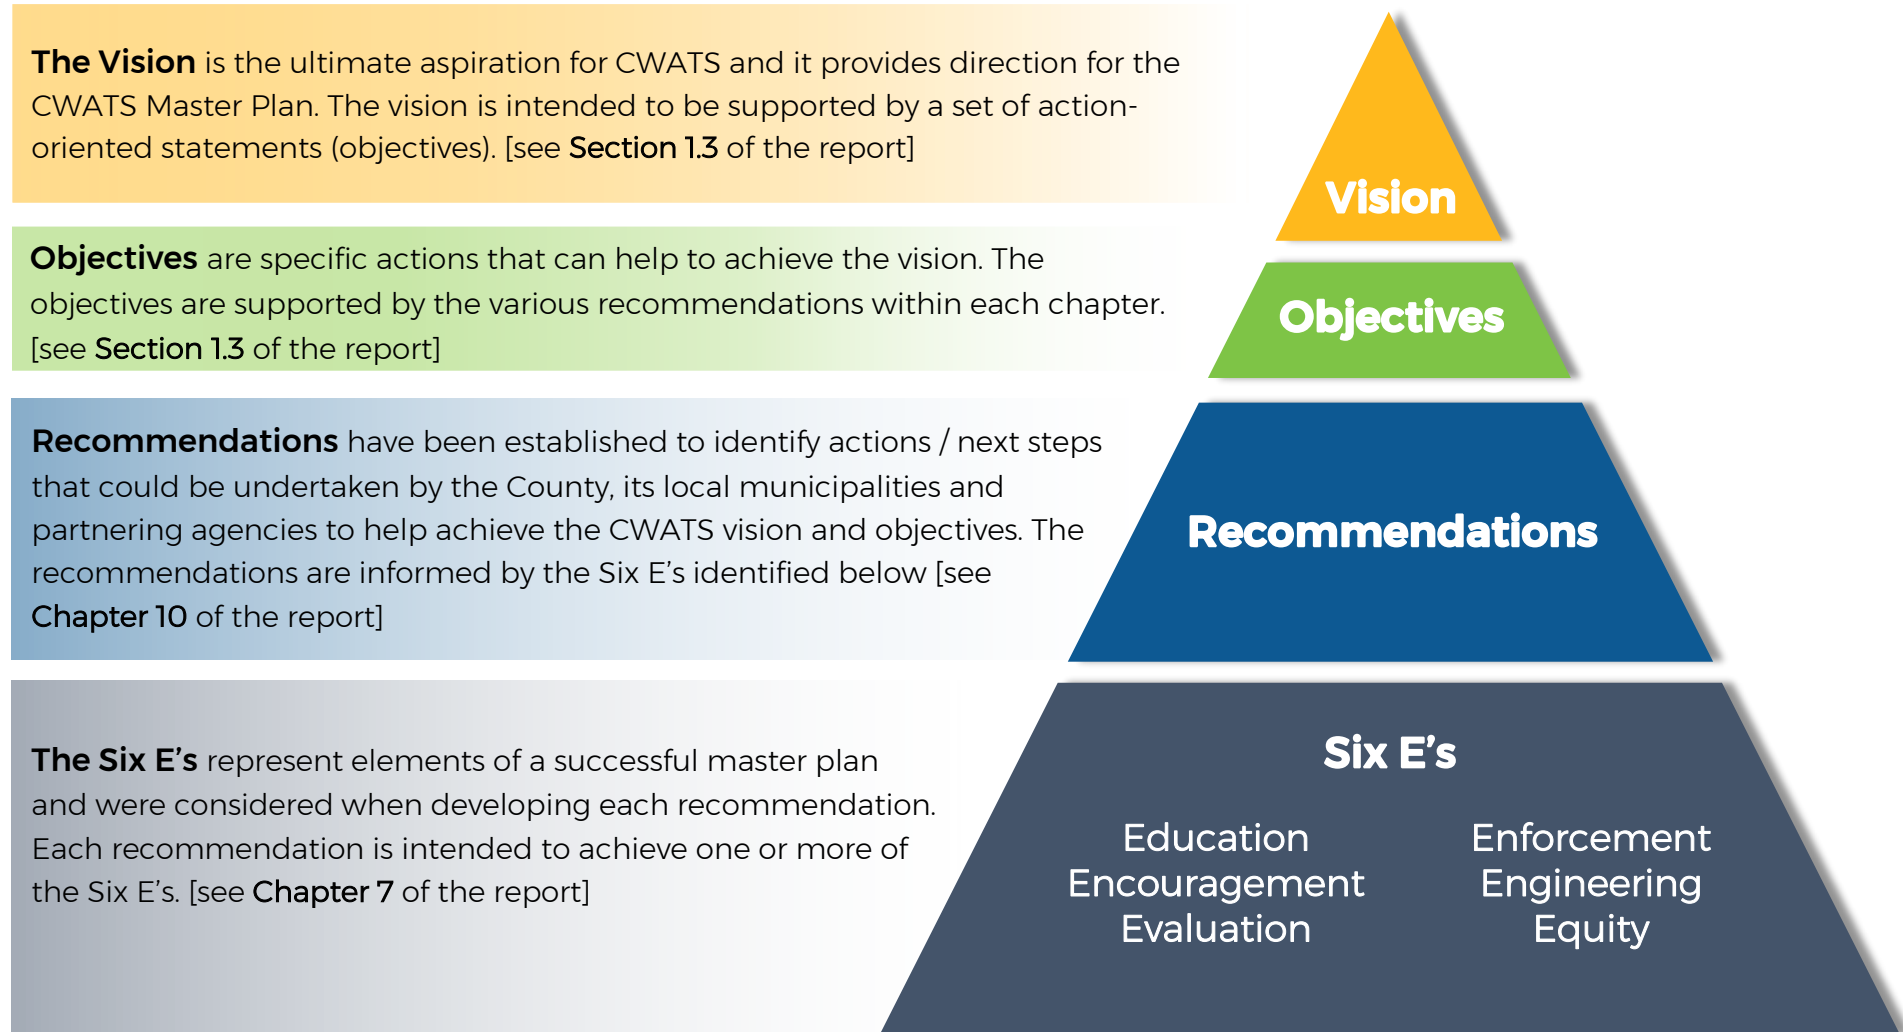 The Vision is the ultimate aspiration for CWATS and it provides direction for the
CWATS Master Plan. The vision is intended to be supported by a set of action-
oriented statements (objectives). [see Section 1.3 of the report]
Vision
Objectives are specific actions that can help to achieve the vision. The
objectives are supported by the various recommendations within each chapter.
[see Section 1.3 of the report]
Objectives
Recommendations have been established to identify actions / next steps
that could be undertaken by the County, its local municipalities and
partnering agencies to help achieve the CWATS vision and objectives. The
recommendations are informed by the Six E’s identified below [see
Chapter 10 of the report]
Recommendations
The Six E’s represent elements of a successful master plan
and were considered when developing each recommendation.
Each recommendation is intended to achieve one or more of
the Six E’s. [see Chapter 7 of the report]
Six E’s
Education
Encouragement
Evaluation
Enforcement
Engineering
Equity